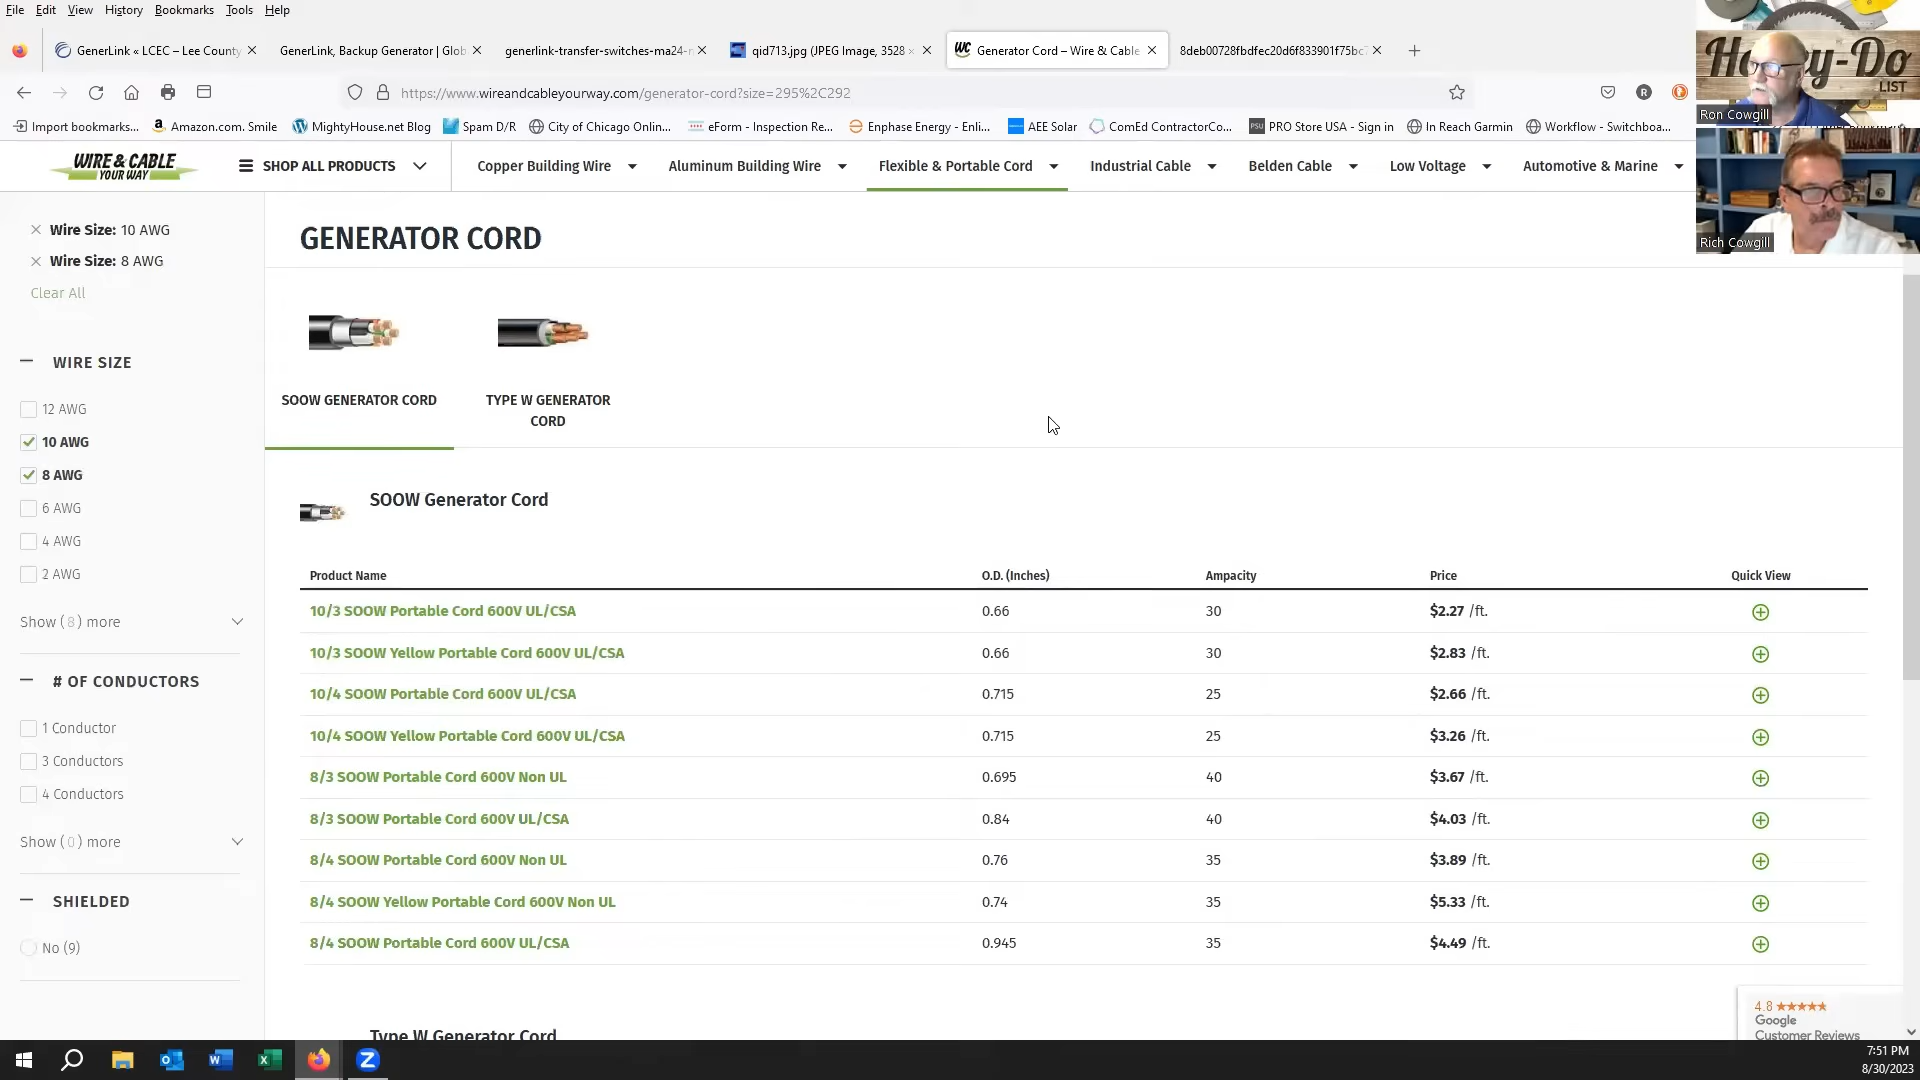 File Edit View History Bookmarks Tools Help
GenerLink « LCEC – Lee County
GenerLink, Backup Generator | Glob
generlink-transfer-switches-ma24-n
qid713.jpg (JPEG Image, 3528 ×
Generator Cord – Wire & Cable
8deb00728fbdfec20d6f833901f75bc7
https://www.wireandcableyourway.com/generator-cord?size=295%2C292
Import bookmarks... Amazon.com. Smile MightyHouse.net Blog Spam D/R City of Chicago Onlin... eForm - Inspection Re... Enphase Energy - Enli... AEE Solar ComEd ContractorCo... PRO Store USA - Sign in In Reach Garmin Workflow - Switchboa...
Honey-Do
LIST
Ron Cowgill
Rich Cowgill
WIRE & CABLE
YOUR WAY
SHOP ALL PRODUCTS Copper Building Wire Aluminum Building Wire Flexible & Portable Cord Industrial Cable Belden Cable Low Voltage Automotive & Marine
Wire Size: 10 AWG
Wire Size: 8 AWG
Clear All
WIRE SIZE
12 AWG
10 AWG
8 AWG
6 AWG
4 AWG
2 AWG
Show (8) more
# OF CONDUCTORS
1 Conductor
3 Conductors
4 Conductors
Show (0) more
SHIELDED
No (9)
GENERATOR CORD
SOOW GENERATOR CORD
TYPE W GENERATOR
CORD
SOOW Generator Cord
Product Name O.D. (Inches) Ampacity Price Quick View
10/3 SOOW Portable Cord 600V UL/CSA 0.66 30 $2.27 /ft.
10/3 SOOW Yellow Portable Cord 600V UL/CSA 0.66 30 $2.83 /ft.
10/4 SOOW Portable Cord 600V UL/CSA 0.715 25 $2.66 /ft.
10/4 SOOW Yellow Portable Cord 600V UL/CSA 0.715 25 $3.26 /ft.
8/3 SOOW Portable Cord 600V Non UL 0.695 40 $3.67 /ft.
8/3 SOOW Portable Cord 600V UL/CSA 0.84 40 $4.03 /ft.
8/4 SOOW Portable Cord 600V Non UL 0.76 35 $3.89 /ft.
8/4 SOOW Yellow Portable Cord 600V Non UL 0.74 35 $5.33 /ft.
8/4 SOOW Portable Cord 600V UL/CSA 0.945 35 $4.49 /ft.
Type W Generator Cord
4.8
Google
Customer Reviews
7:51 PM
8/30/2023